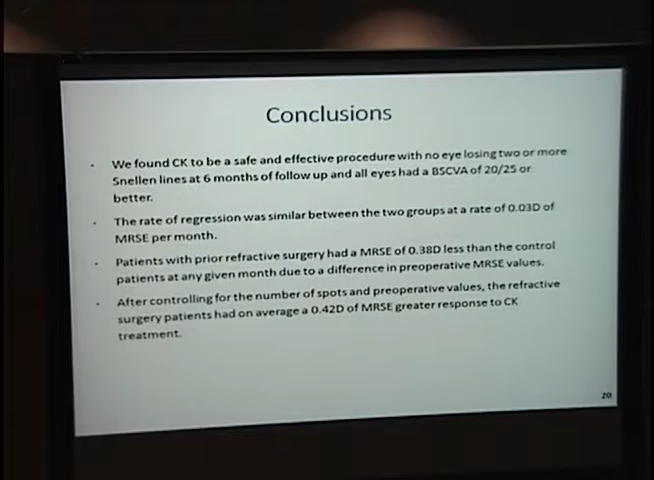 Conclusions
• We found CK to be a safe and effective procedure with no eye losing two or more
Snellen lines at 6 months of follow up and all eyes had a BSCVA of 20/25 or
better.
• The rate of regression was similar between the two groups at a rate of 0.03D of
MRSE per month.
• Patients with prior refractive surgery had a MRSE of 0.38D less than the control
patients at any given month due to a difference in preoperative MRSE values.
• After controlling for the number of spots and preoperative values, the refractive
surgery patients had on average a 0.42D of MRSE greater response to CK
treatment.
20